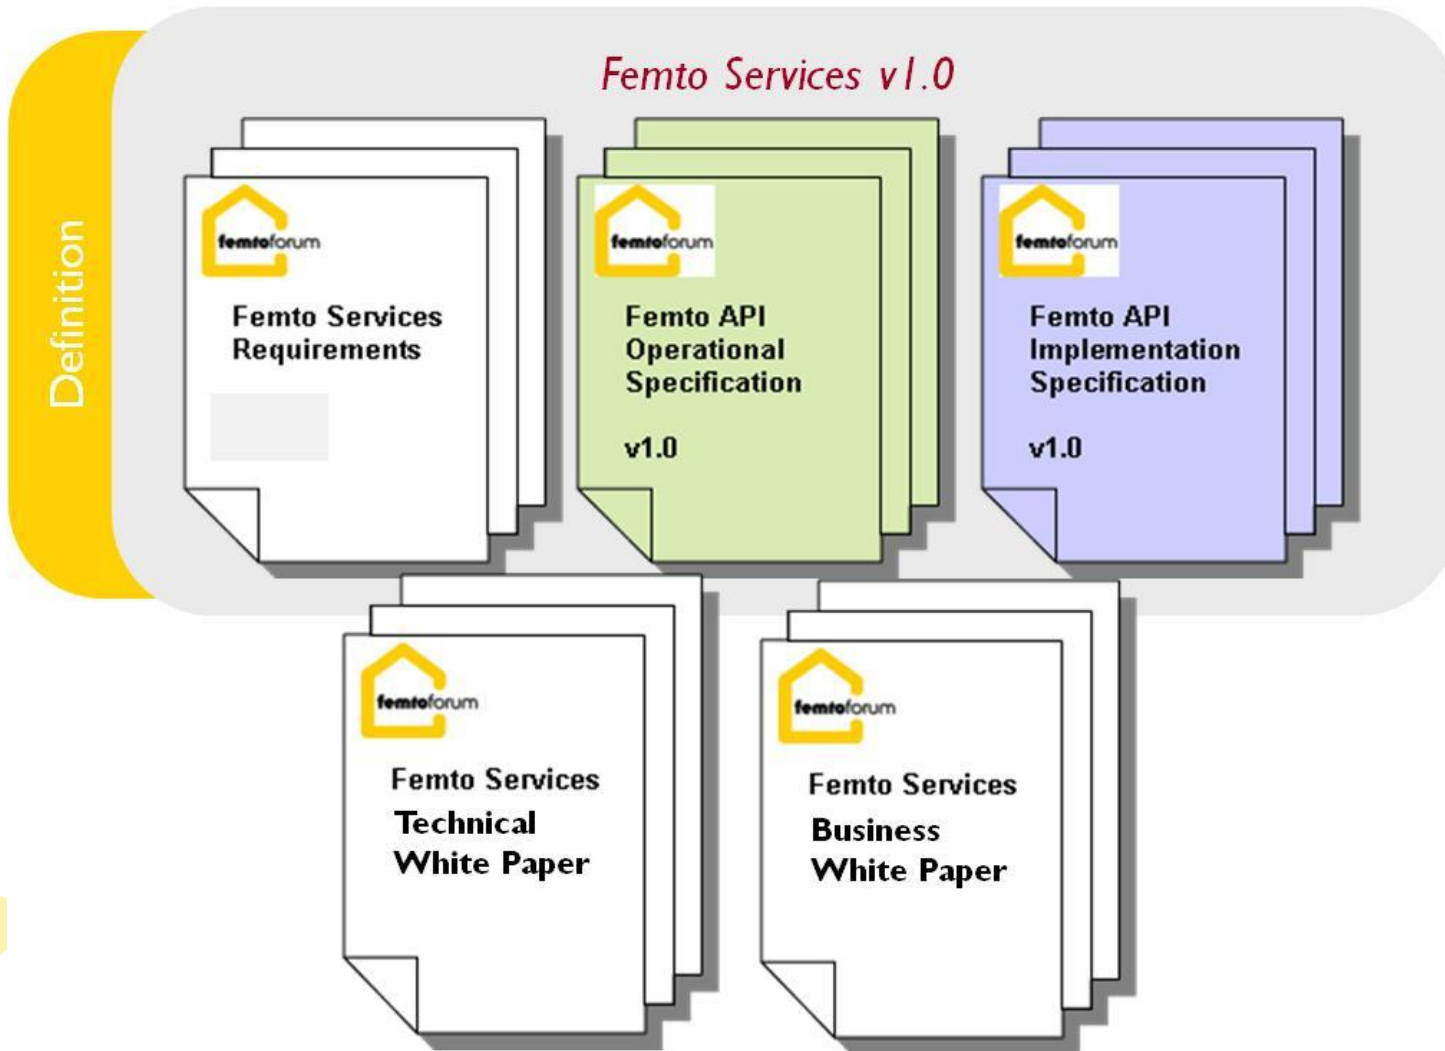 Femto Services v1.0
Definition
femtoforum
Femto Services
Requirements
femtoforum
Femto API
Operational
Specification
v1.0
femtoforum
Femto API
Implementation
Specification
v1.0
femtoforum
Femto Services
Technical
White Paper
femtoforum
Femto Services
Business
White Paper